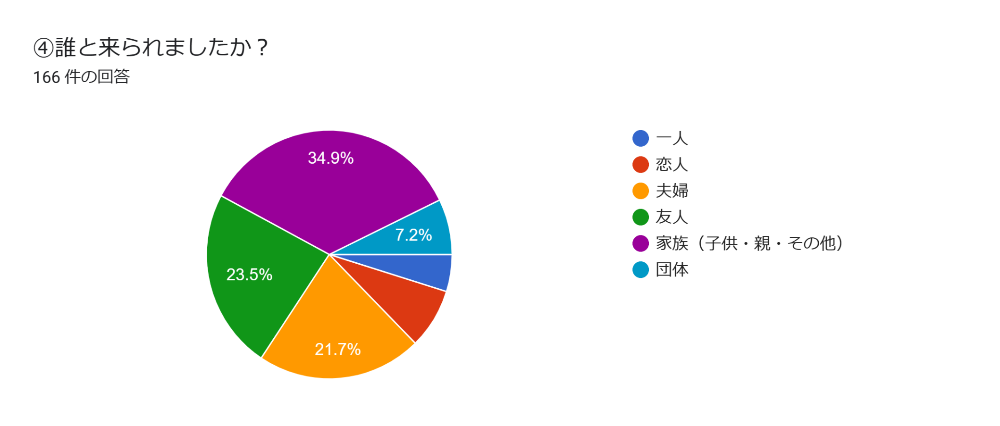 ④誰と来られましたか？
166 件の回答
34.9%
7.2%
23.5%
21.7%
一人
恋人
夫婦
友人
家族（子供・親・その他）
団体